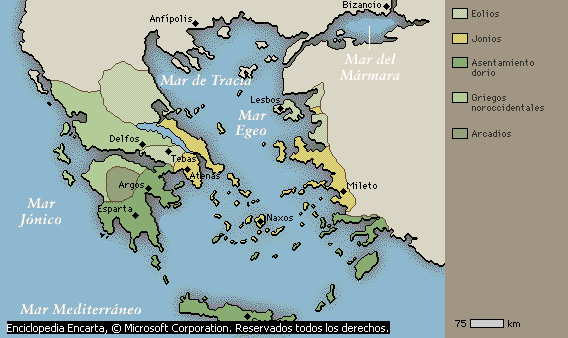 Bizancio
Anfípolis
Mar del
Mármara
Mar de Tracia
Lesbos
Mar
Egeo
Delfos
Tebas
Atenas
Mileto
Argos
Esparta
Naxos
Mar
Jónico
Mar Mediterráneo
Enciclopedia Encarta, © Microsoft Corporation. Reservados todos los derechos.
Eolios
Jonios
Asentamiento
dorio
Griegos
noroccidentales
Arcadios
75 km